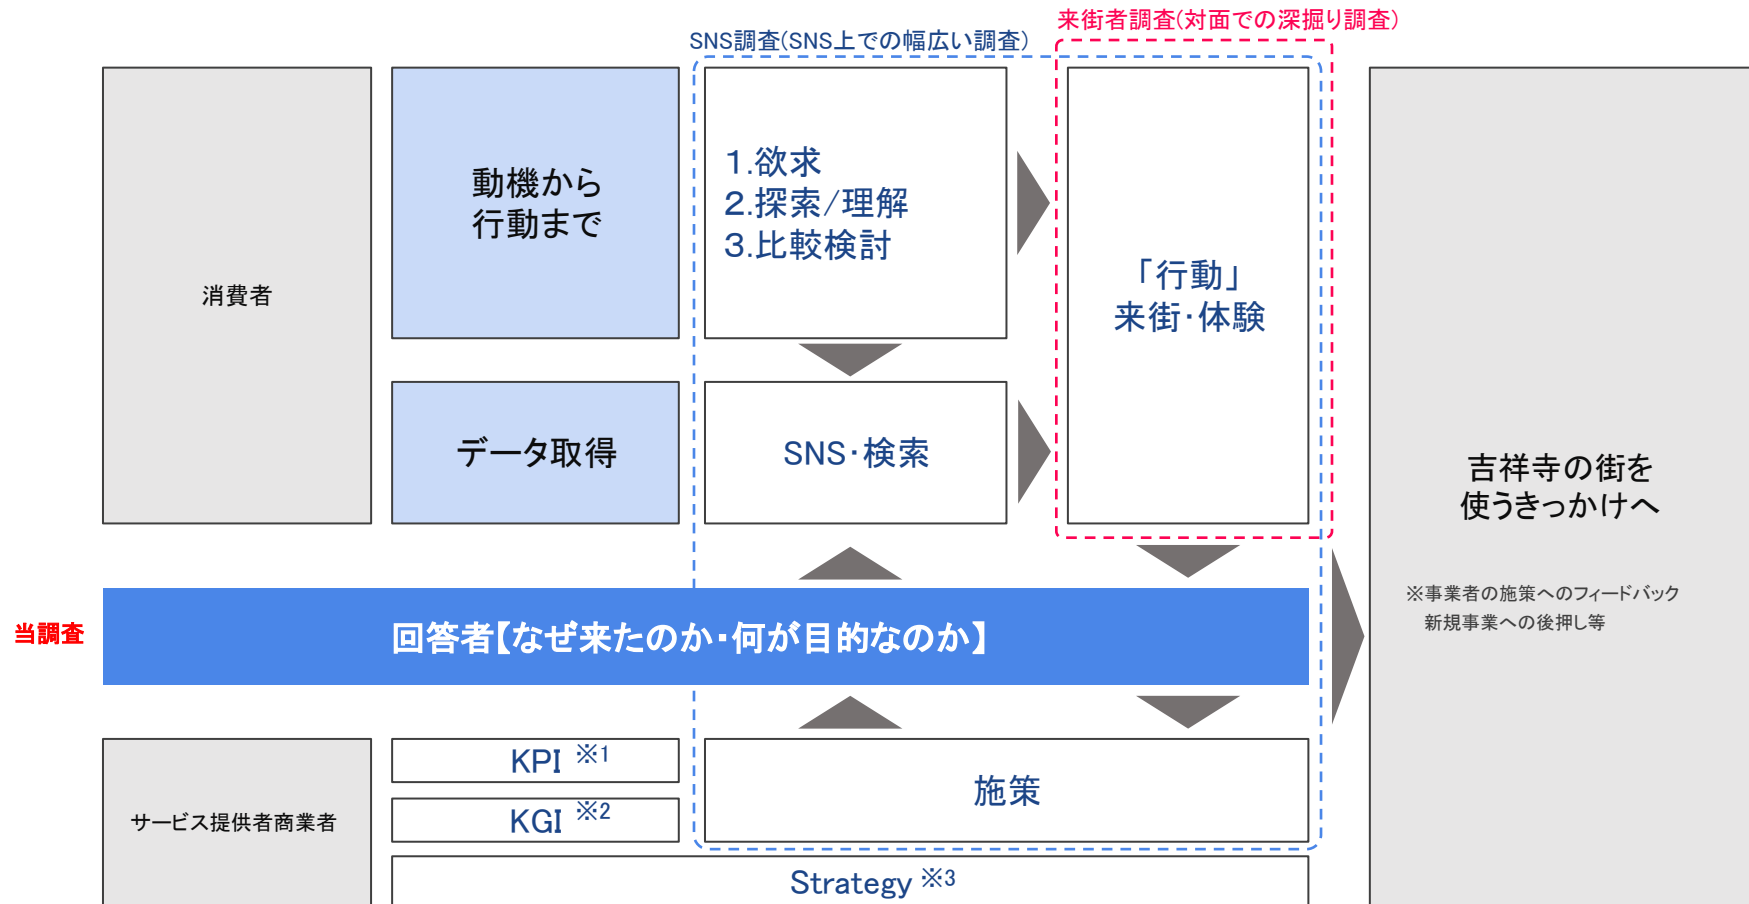 来街者調査(対面での深掘り調査)
SNS調査(SNS上での幅広い調査)
消費者
動機から
行動まで
1.欲求
2.探索/理解
3.比較検討
「行動」
来街・体験
データ取得
SNS・検索
吉祥寺の街を
使うきっかけへ
※事業者の施策へのフィードバック
新規事業への後押し等
当調査
回答者【なぜ来たのか・何が目的なのか】
サービス提供者商業者
KPI ※1
KGI ※2
施策
Strategy ※3